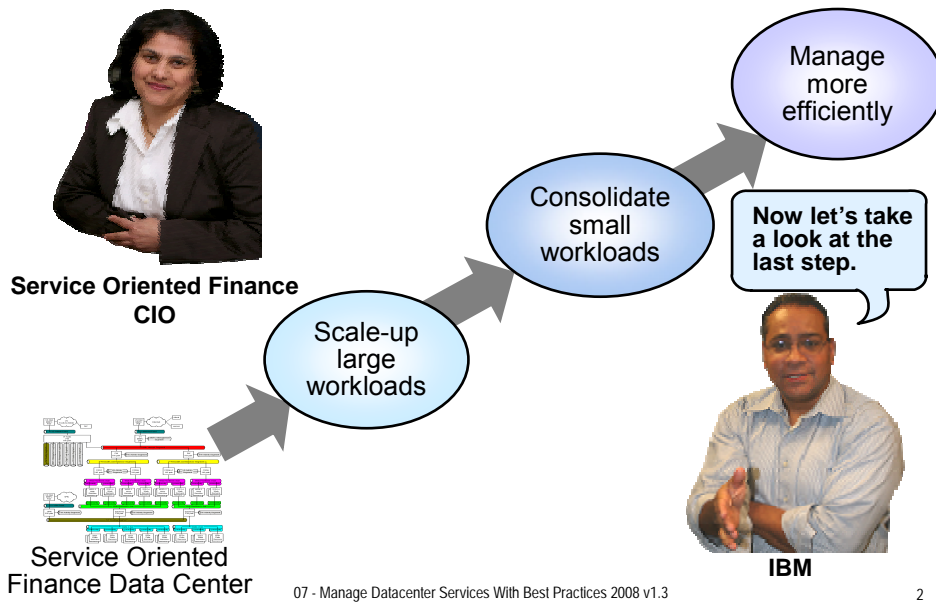 Manage
more
efficiently
Consolidate
small
workloads
Now let's take
a look at the
last step.
Service Oriented Finance
CIO
Scale-up
large
workloads
Service Oriented
Finance Data Center
IBM
07 - Manage Datacenter Services With Best Practices 2008 v1.3
2